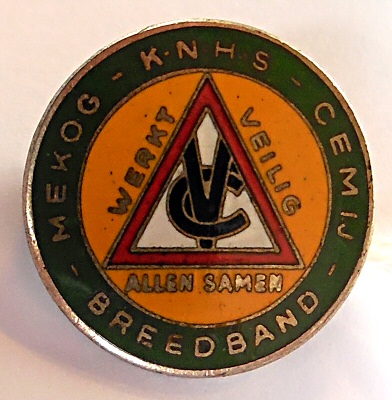 MEKOG - K·N·H·S - CEMIJ - BREEDBAND -
WERKT VEILIG
ALLEN SAMEN
VC